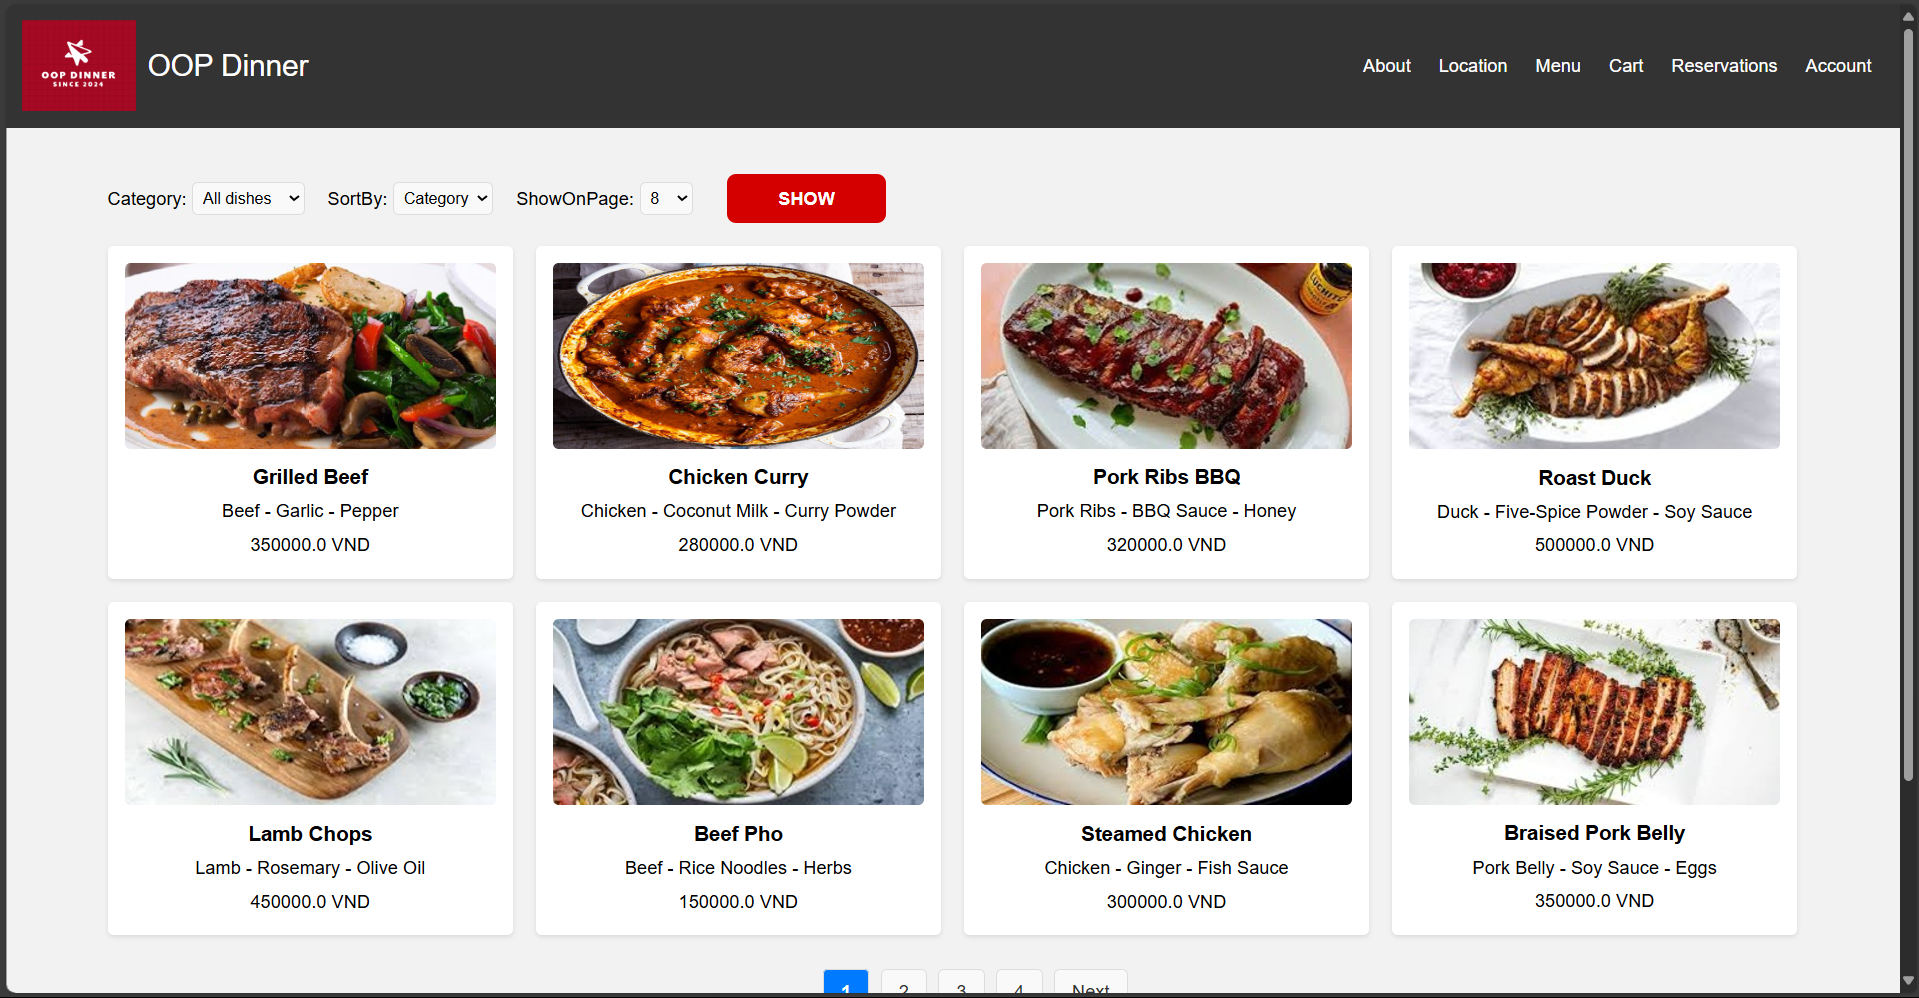 OOP DINNER
SINCE 2024
OOP Dinner
About
Location
Menu
Cart
Reservations
Account
Category: All dishes
SortBy: Category
ShowOnPage: 8
SHOW
Grilled Beef
Beef - Garlic - Pepper
350000.0 VND
Chicken Curry
Chicken - Coconut Milk - Curry Powder
280000.0 VND
Pork Ribs BBQ
Pork Ribs - BBQ Sauce - Honey
320000.0 VND
Roast Duck
Duck - Five-Spice Powder - Soy Sauce
500000.0 VND
Lamb Chops
Lamb - Rosemary - Olive Oil
450000.0 VND
Beef Pho
Beef - Rice Noodles - Herbs
150000.0 VND
Steamed Chicken
Chicken - Ginger - Fish Sauce
300000.0 VND
Braised Pork Belly
Pork Belly - Soy Sauce - Eggs
350000.0 VND
1
2
3
4
Next